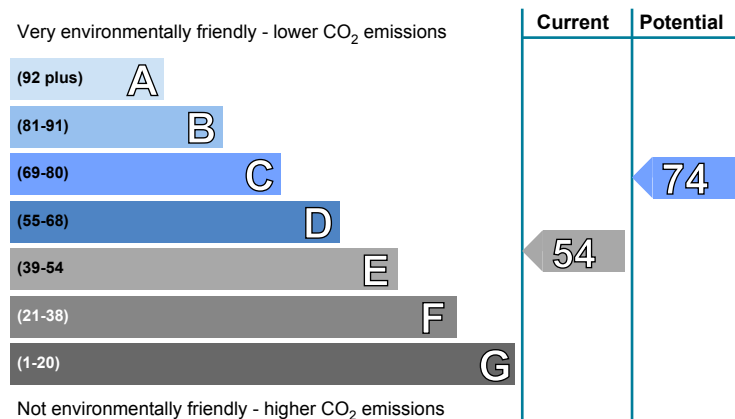 Very environmentally friendly - lower CO₂ emissions
Current
Potential
(92 plus) A
(81-91) B
(69-80) C
74
(55-68) D
54
(39-54 E
(21-38) F
(1-20) G
Not environmentally friendly - higher CO₂ emissions